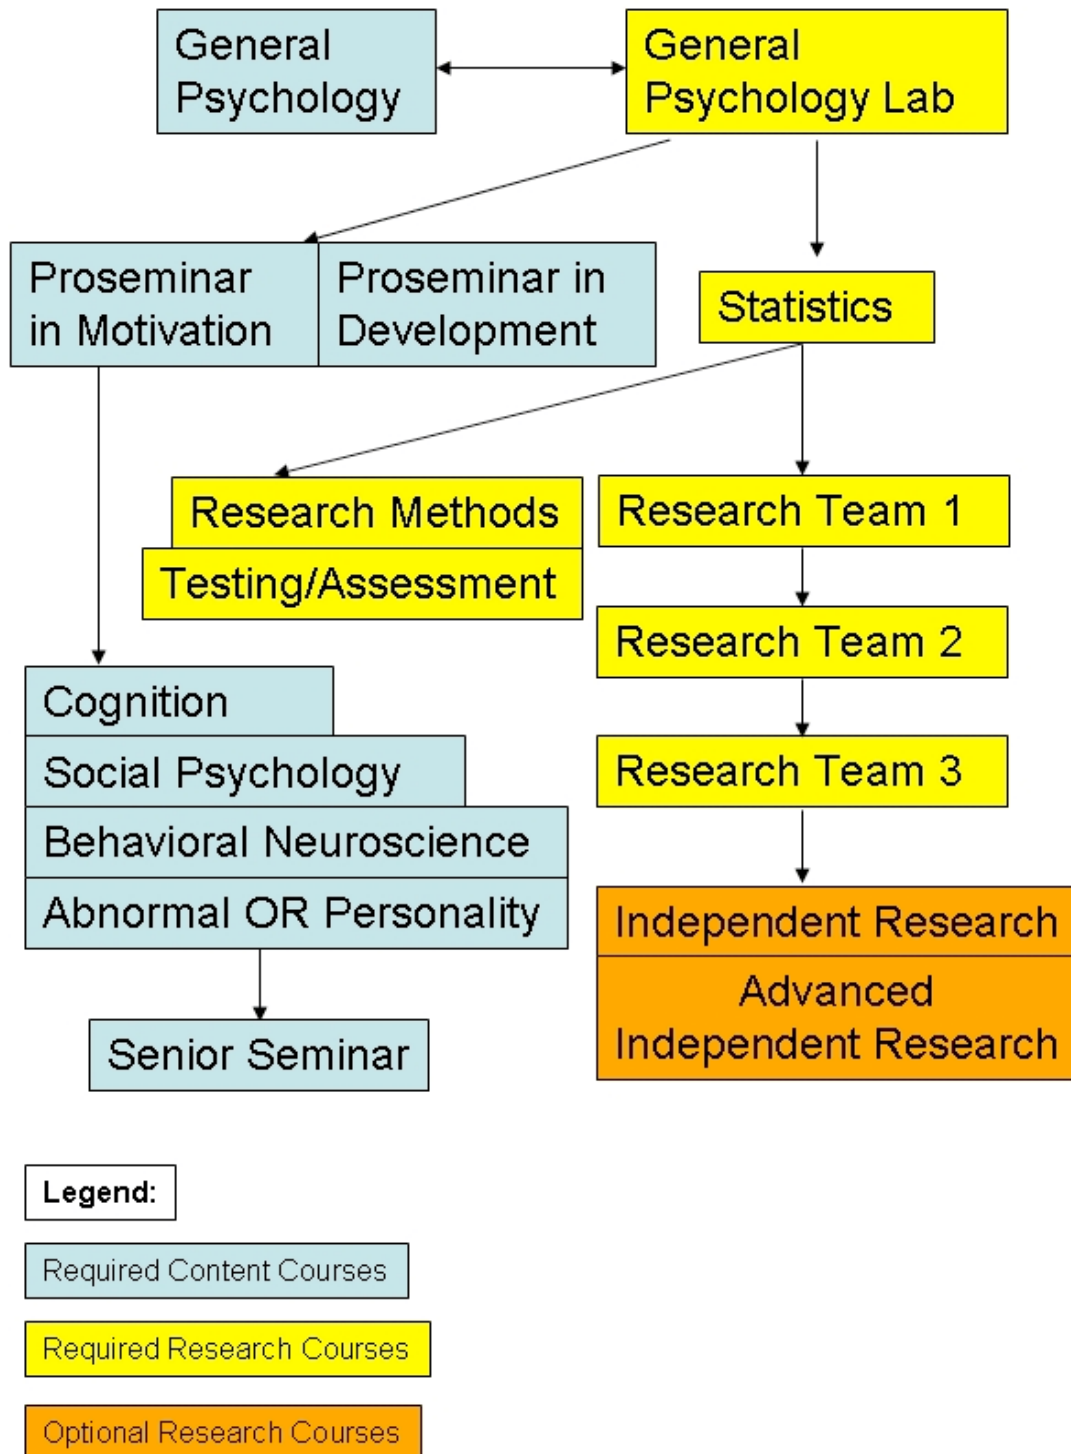 General
Psychology
General
Psychology Lab
Proseminar
in Motivation
Proseminar in
Development
Statistics
Research Methods
Testing/Assessment
Research Team 1
Research Team 2
Research Team 3
Cognition
Social Psychology
Behavioral Neuroscience
Abnormal OR Personality
Independent Research
Advanced
Independent Research
Senior Seminar
Legend:
Required Content Courses
Required Research Courses
Optional Research Courses